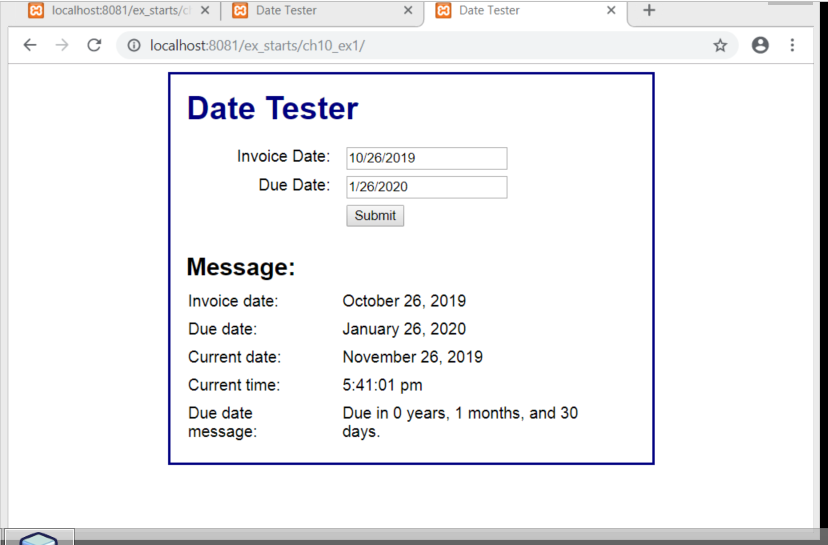 localhost:8081/ex_starts/c
Date Tester
Date Tester
localhost:8081/ex_starts/ch10_ex1/
Date Tester
Invoice Date: 10/26/2019
Due Date: 1/26/2020
Submit
Message:
Invoice date: October 26, 2019
Due date: January 26, 2020
Current date: November 26, 2019
Current time: 5:41:01 pm
Due date message: Due in 0 years, 1 months, and 30
days.